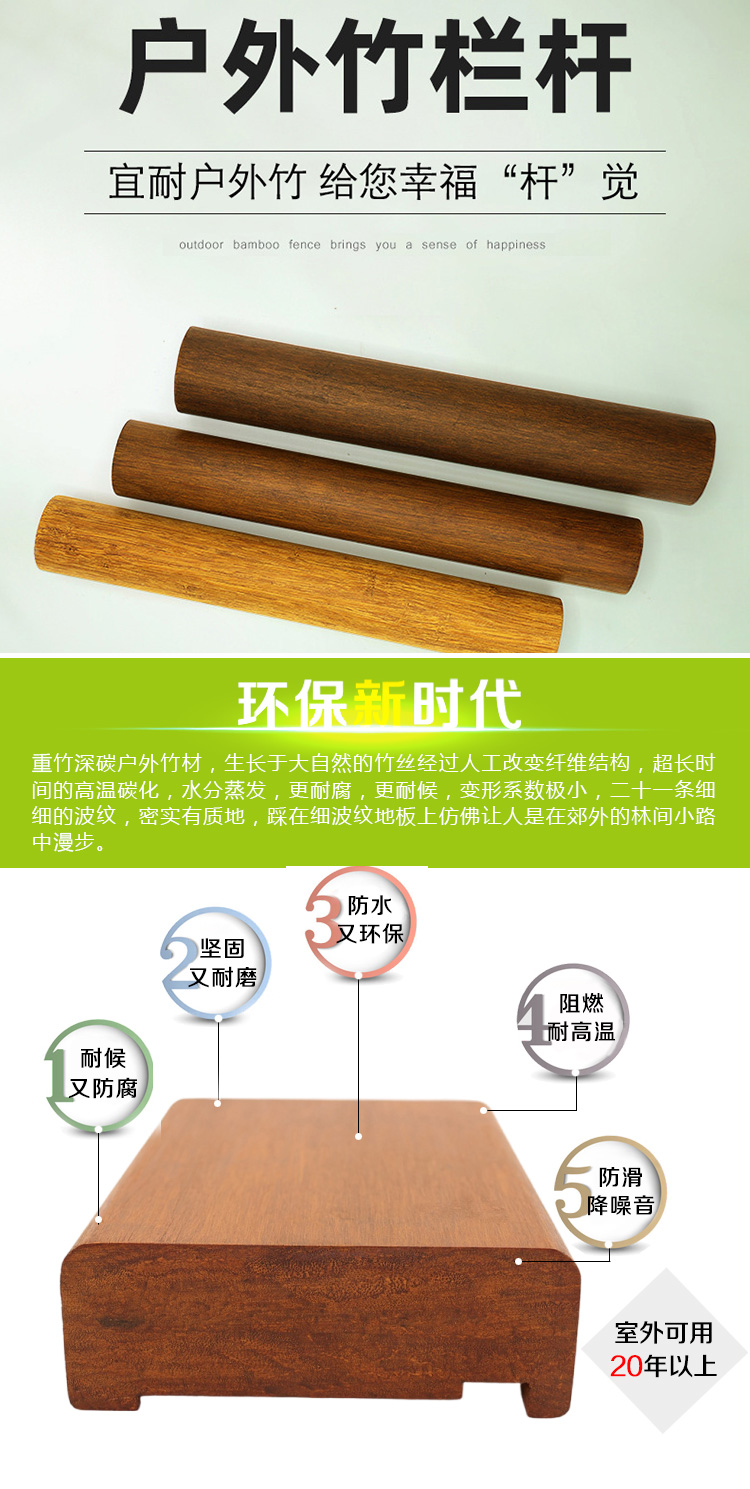 户外竹栏杆
宜耐户外竹 给您幸福“杆”觉
outdoor bamboo fence brings you a sense of happiness
环保新时代
重竹深碳户外竹材，生长于大自然的竹丝经过人工改变纤维结构，超长时
间的高温碳化，水分蒸发，更耐腐，更耐候，变形系数极小，二十一条细
细的波纹，密实有质地，踩在细波纹地板上仿佛让人是在郊外的林间小路
中漫步。
1
耐候
又防腐
2
坚固
又耐磨
3
防水
又环保
4
阻燃
耐高温
5
防滑
降噪音
室外可用
20年以上